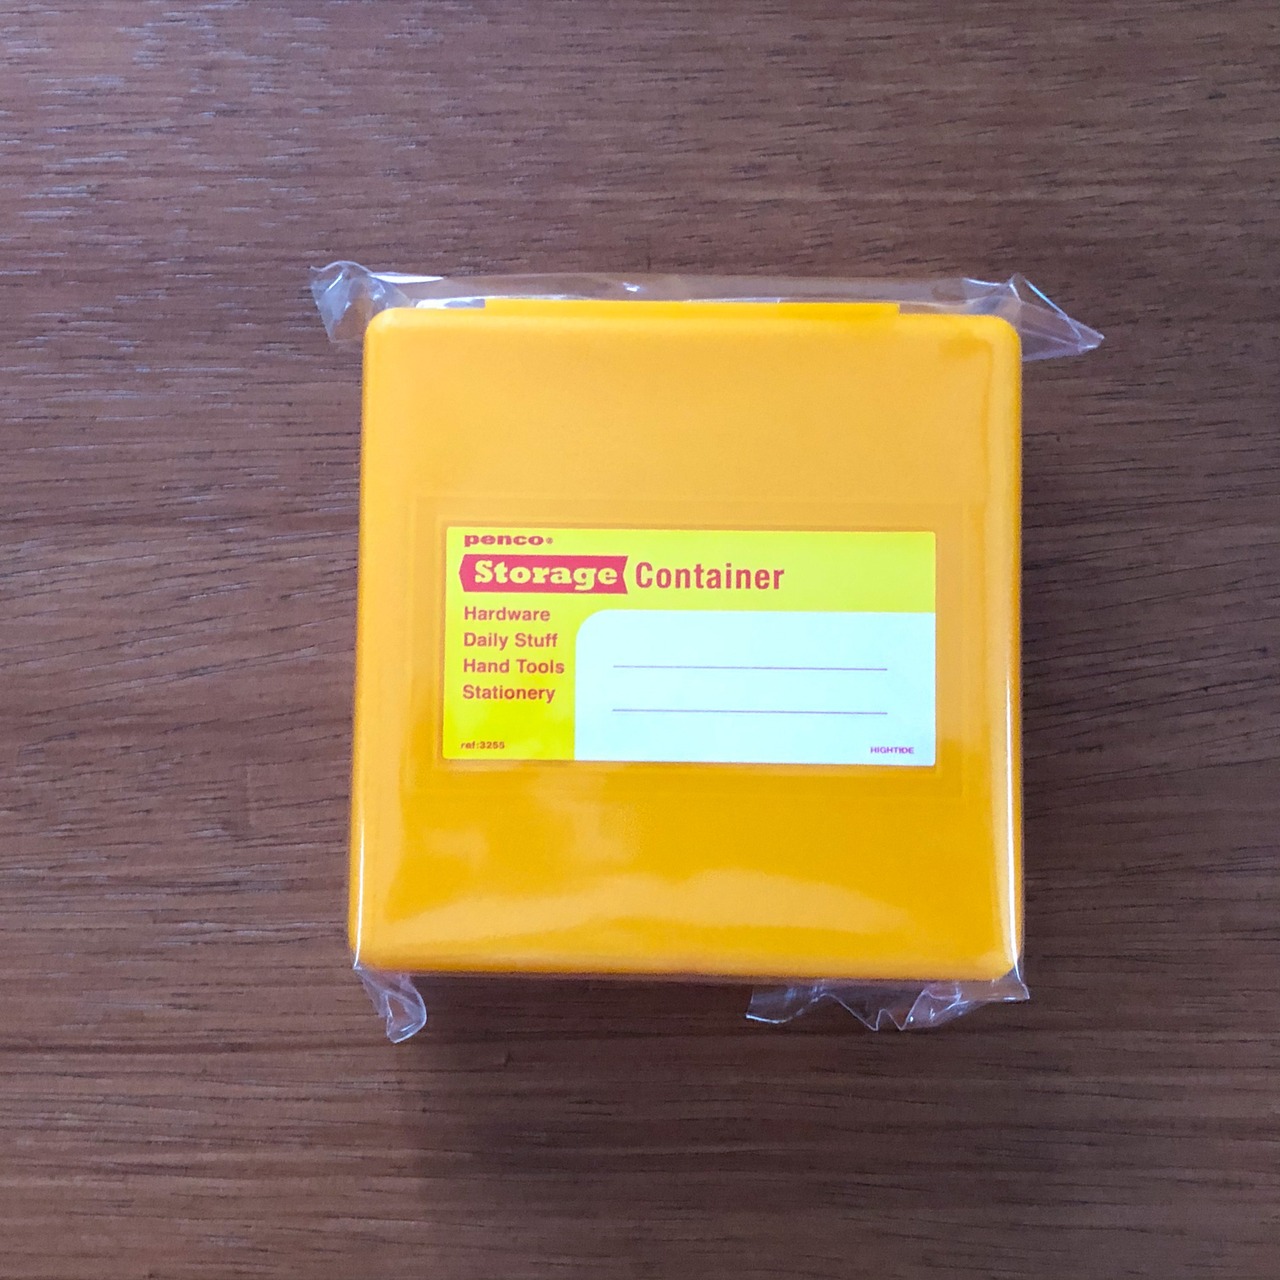 penco®
Storage Container
Hardware
Daily Stuff
Hand Tools
Stationery
ref:3255
HIGHTIDE